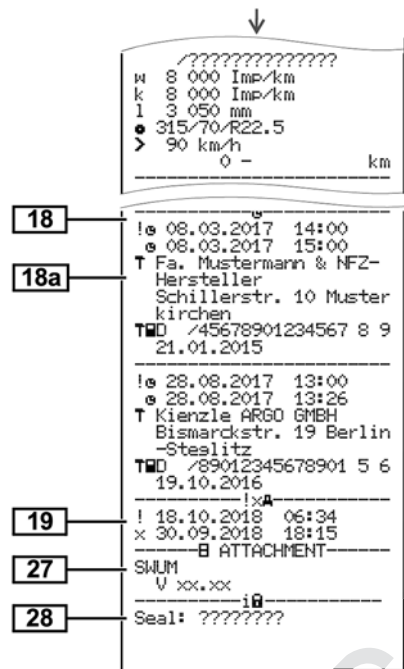 /??????????????
w 8 000 Imp/km
k 8 000 Imp/km
l 3 050 mm
● 315/70/R22.5
> 90 km/h
0 - km
18
! 08.03.2017 14:00
08.03.2017 15:00
18a
T Fa. Mustermann & NFZ-
Hersteller
Schillerstr. 10 Muster
kirchen
T D /45678901234567 8 9
21.01.2015
! 28.08.2017 13:00
28.08.2017 13:26
T Kienzle ARGO GMBH
Bismarckstr. 19 Berlin
-Steglitz
T D /89012345678901 5 6
19.10.2016
!x
19
! 18.10.2018 06:34
x 30.09.2018 18:15
ATTACHMENT
27
SWUM
V xx.xx
i
28
Seal: ????????